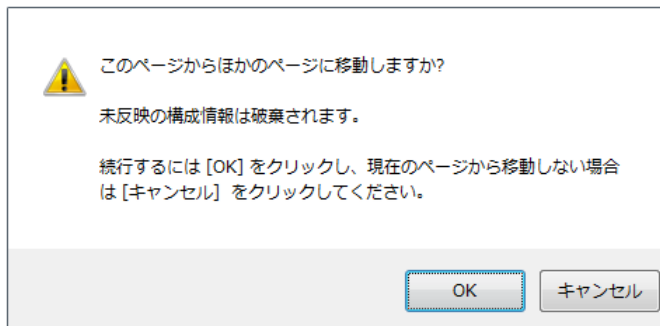 このページからほかのページに移動しますか?
未反映の構成情報は破棄されます。
続行するには [OK] をクリックし、現在のページから移動しない場合
は [キャンセル] をクリックしてください。
OK
キャンセル